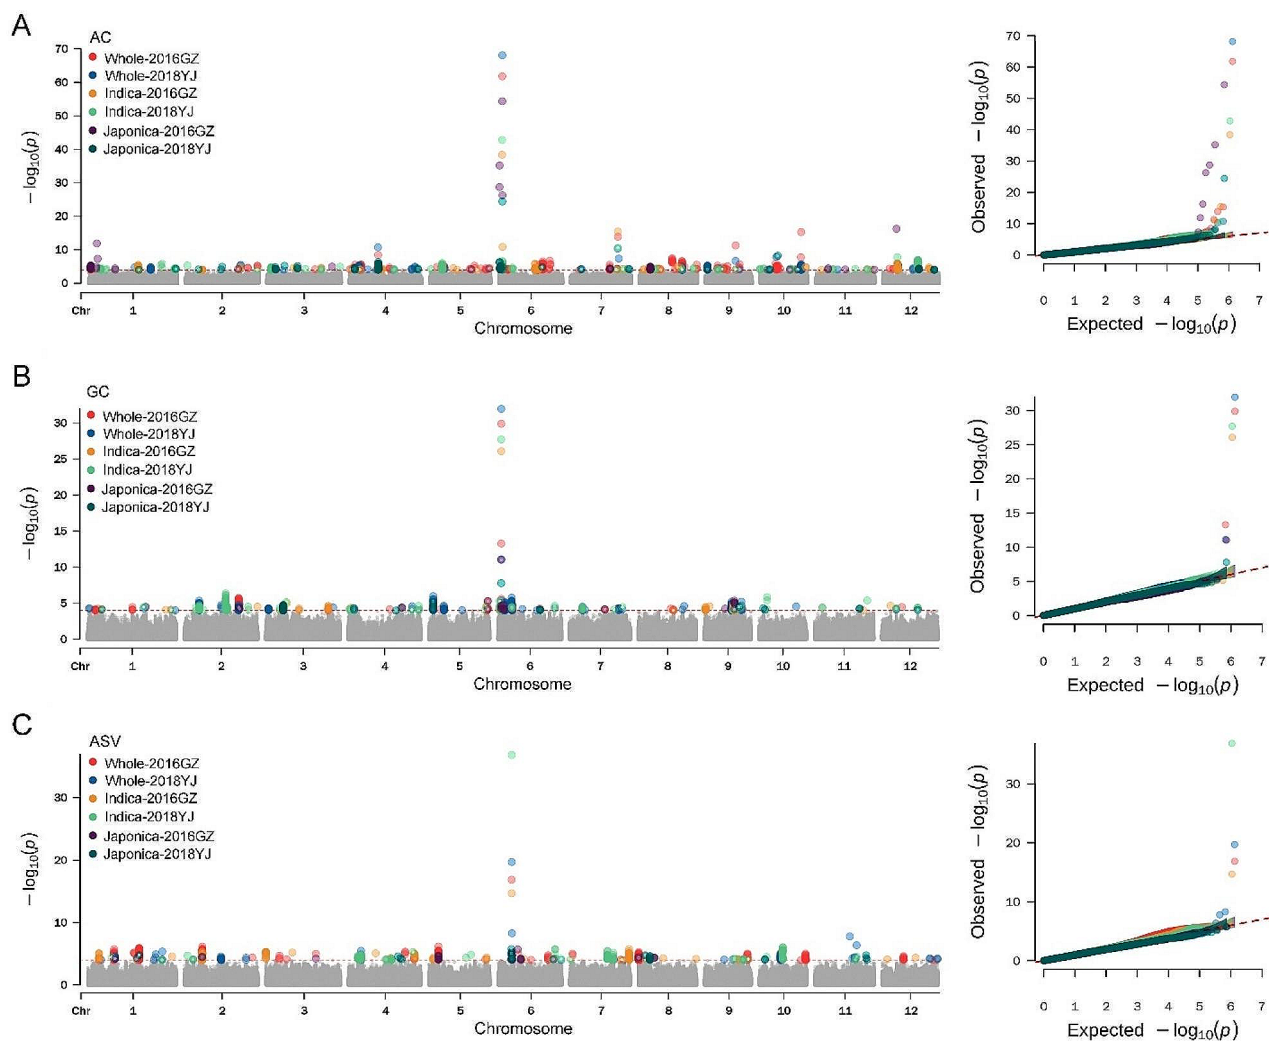 A
AC
Whole-2016GZ
Whole-2018YJ
Indica-2016GZ
Indica-2018YJ
Japonica-2016GZ
Japonica-2018YJ
−log10(p)
70
60
50
40
30
20
10
0
Chr 1 2 3 4 5 6 7 8 9 10 11 12
Chromosome
Observed −log10(p)
70
60
50
40
30
20
10
0
0 1 2 3 4 5 6 7
Expected −log10(p)
B
GC
Whole-2016GZ
Whole-2018YJ
Indica-2016GZ
Indica-2018YJ
Japonica-2016GZ
Japonica-2018YJ
−log10(p)
30
25
20
15
10
5
0
Chr 1 2 3 4 5 6 7 8 9 10 11 12
Chromosome
Observed −log10(p)
30
25
20
15
10
5
0
0 1 2 3 4 5 6 7
Expected −log10(p)
C
ASV
Whole-2016GZ
Whole-2018YJ
Indica-2016GZ
Indica-2018YJ
Japonica-2016GZ
Japonica-2018YJ
−log10(p)
30
20
10
0
Chr 1 2 3 4 5 6 7 8 9 10 11 12
Chromosome
Observed −log10(p)
30
20
10
0
0 1 2 3 4 5 6 7
Expected −log10(p)